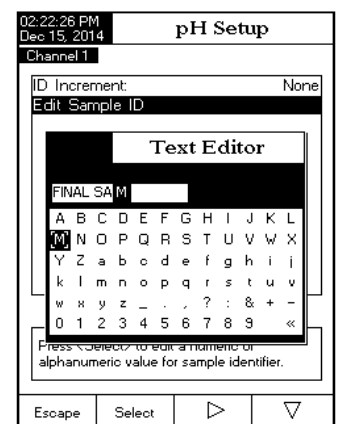 02:22:26 PM
Dec 15, 2014
pH Setup
Channel 1
ID Increment: None
Edit Sample ID
Text Editor
FINAL SAM
A B C D E F G H I J K L
[M] N O P Q R S T U V W X
Y Z a b c d e f g h i j
k l m n o p q r s t u v
w x y z _ . , ? : & + -
0 1 2 3 4 5 6 7 8 9 «
Press <Select> to edit a numeric or
alphanumeric value for sample identifier.
Escape Select ▷ ▽